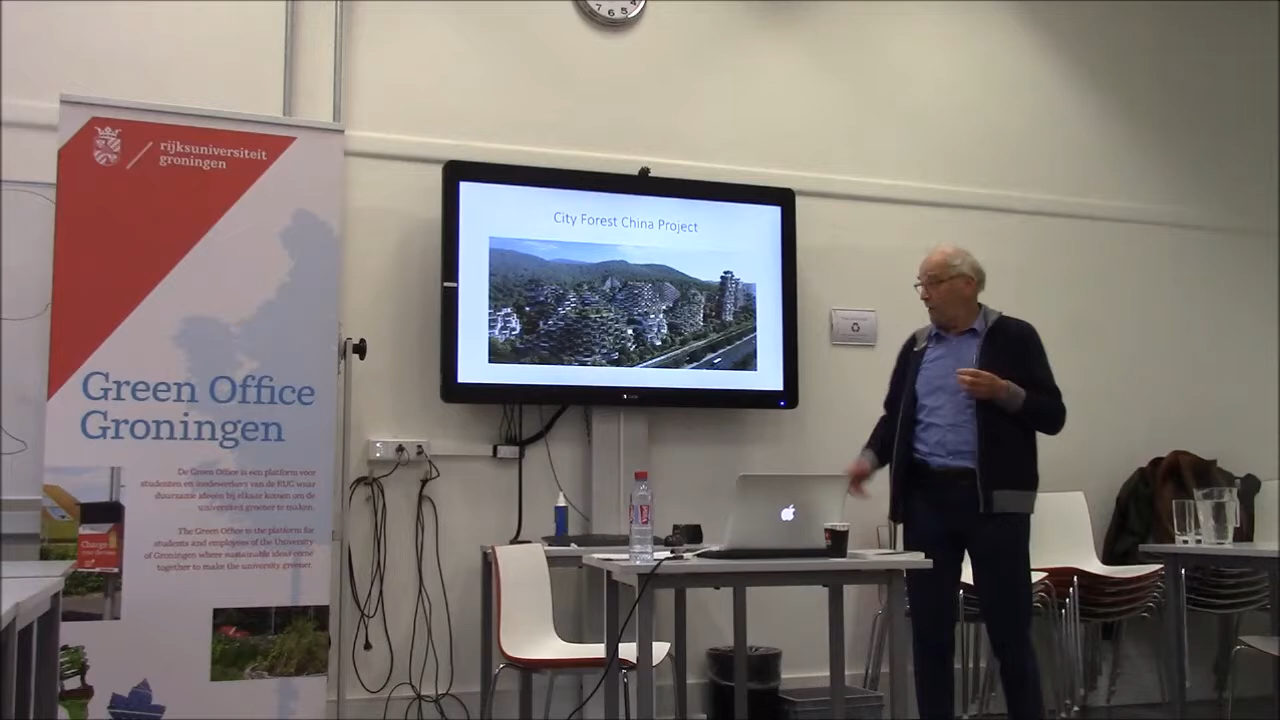 rijksuniversiteit
groningen
Green Office
Groningen
De Green Office is een platform voor
studenten en medewerkers van de RUG waar
duurzame ideeën bij elkaar komen om de
universiteit groener te maken.
The Green Office is the platform for
students and employees of the University
of Groningen where sustainable ideas come
together to make the university greener.
City Forest China Project
7 6 5